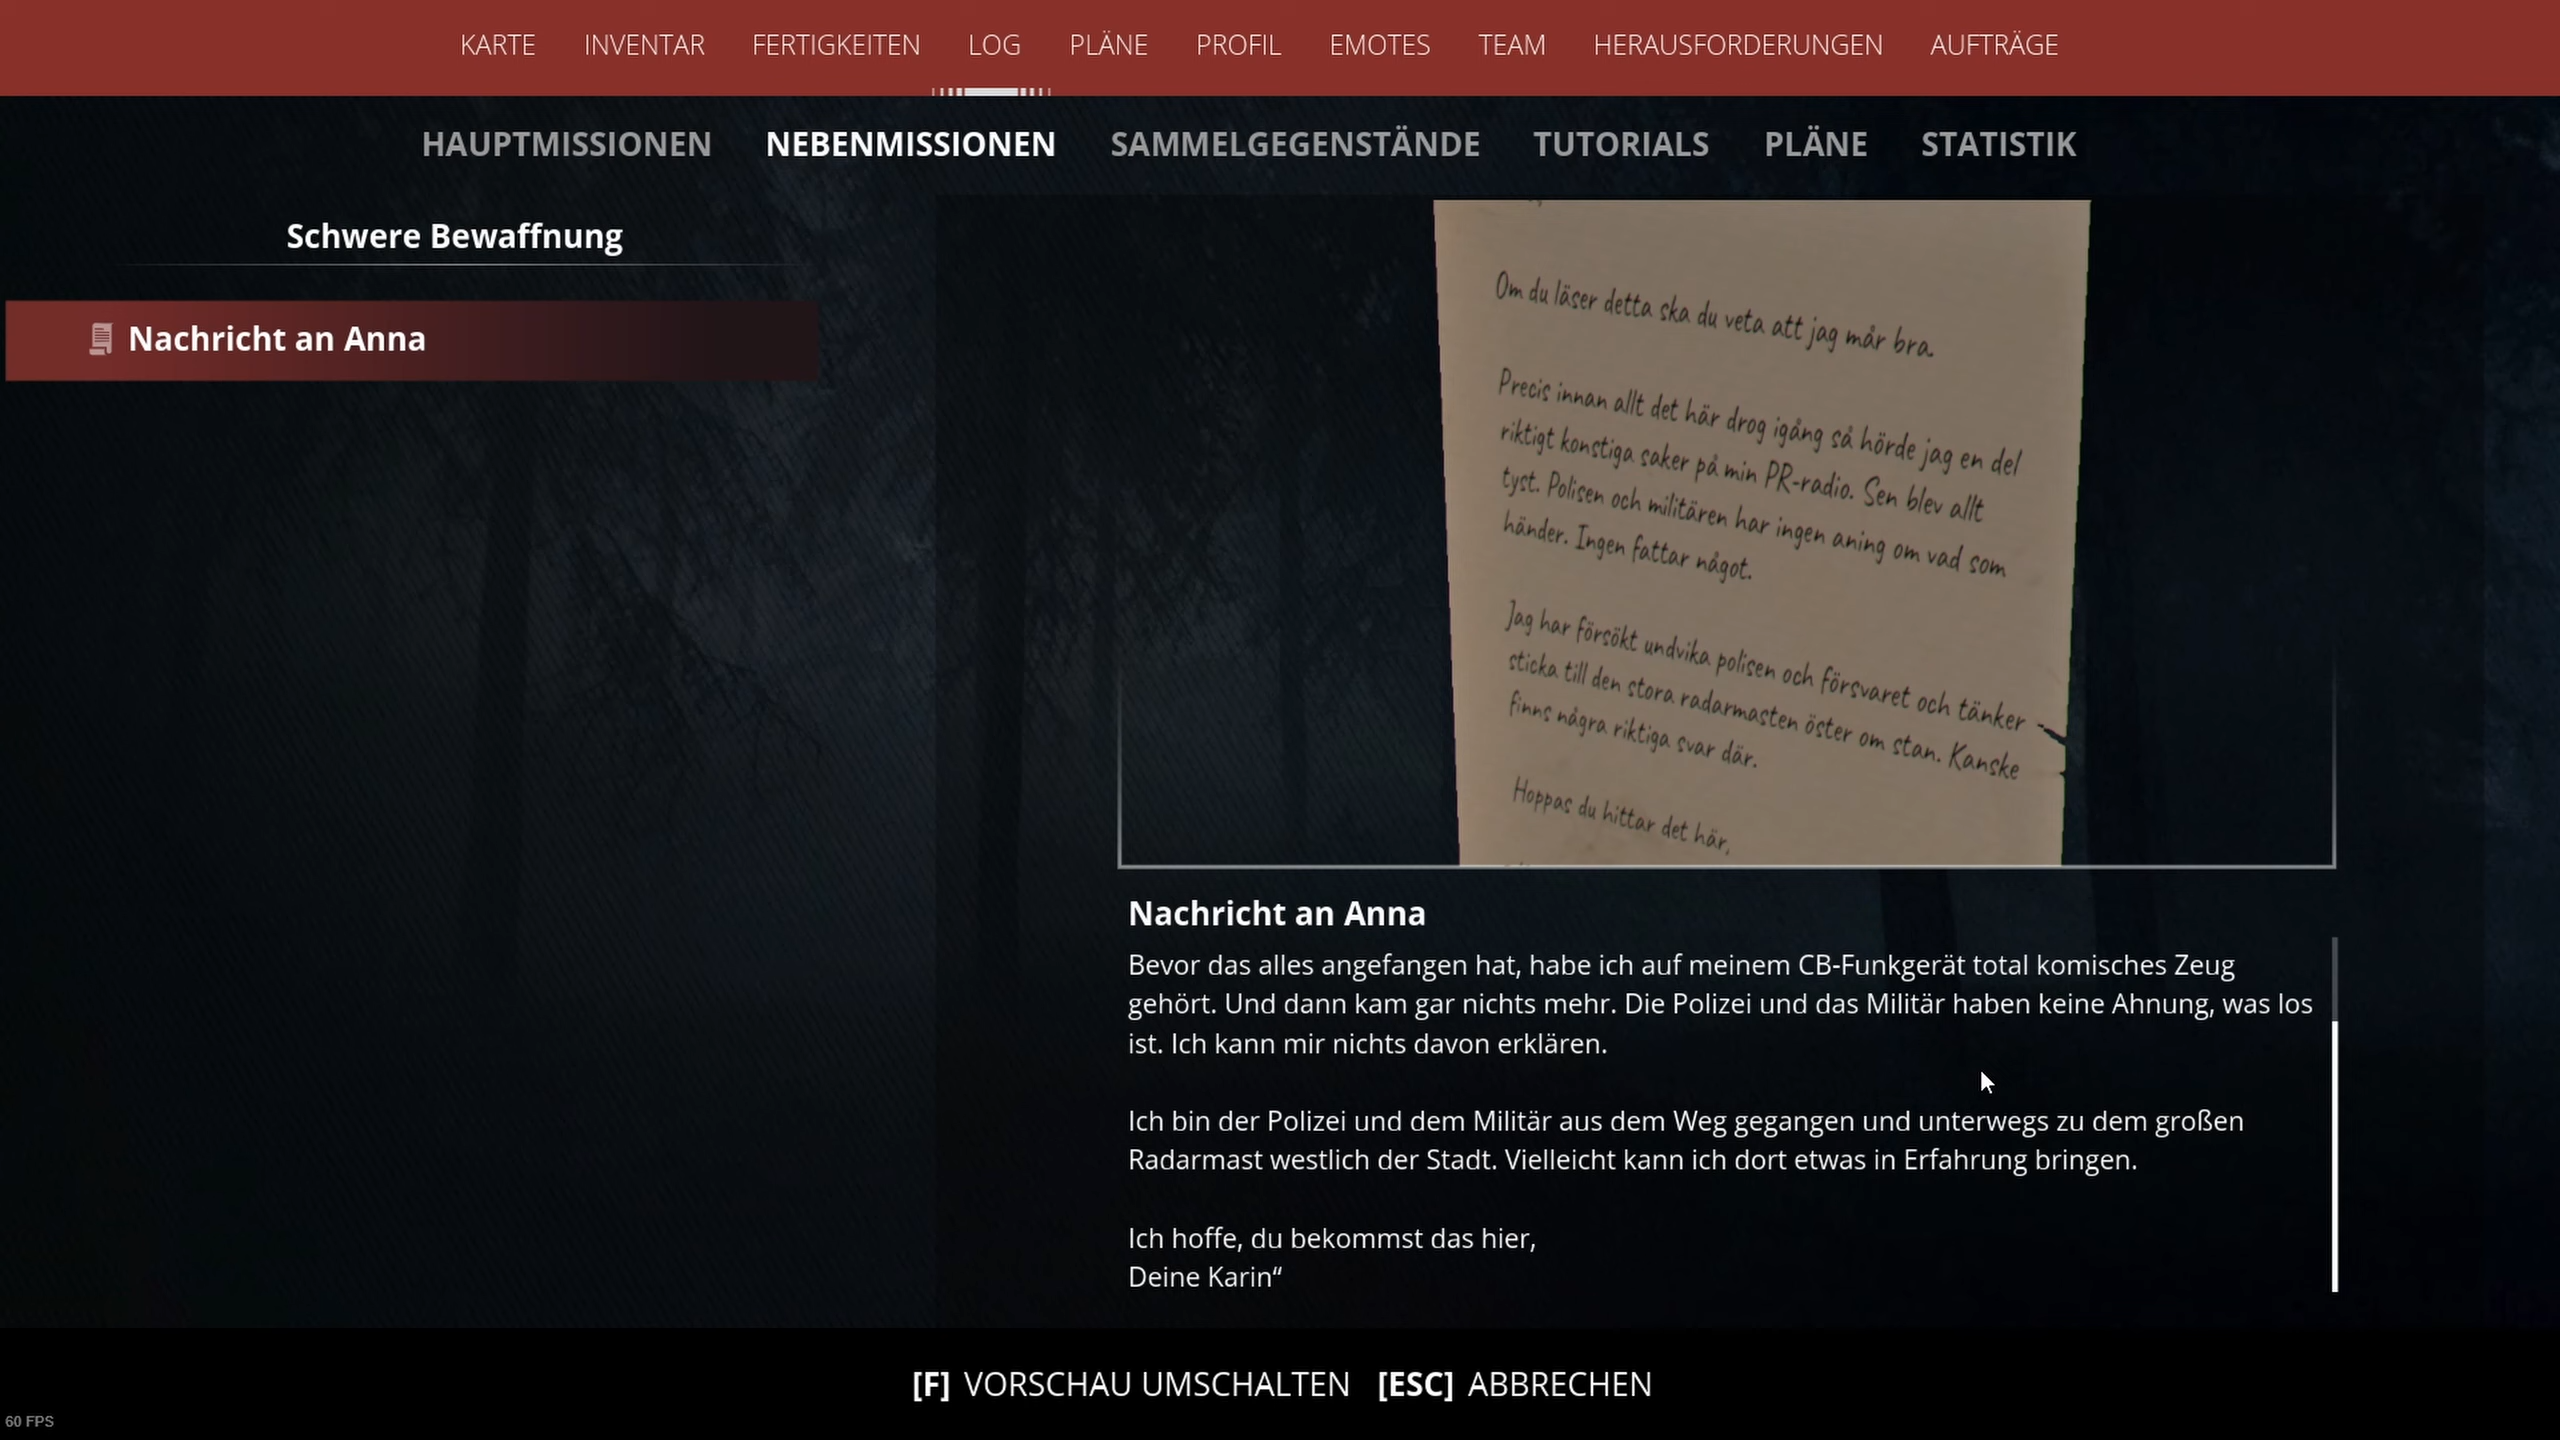 KARTE INVENTAR FERTIGKEITEN LOG PLÄNE PROFIL EMOTES TEAM HERAUSFORDERUNGEN AUFTRÄGE
HAUPTMISSIONEN NEBENMISSIONEN SAMMELGEGENSTÄNDE TUTORIALS PLÄNE STATISTIK
Schwere Bewaffnung
Nachricht an Anna
Om du läser detta ska du veta att jag mår bra.
Precis innan allt det här drog igång så hörde jag en del
riktigt konstiga saker på min PR-radio. Sen blev allt
tyst. Polisen och militären har ingen aning om vad som
händer. Ingen fattar något.
Jag har försökt undvika polisen och försvaret och tänker
sticka till den stora radarmasten öster om stan. Kanske
finns några riktiga svar där.
Hoppas du hittar det här,
Nachricht an Anna
Bevor das alles angefangen hat, habe ich auf meinem CB-Funkgerät total komisches Zeug
gehört. Und dann kam gar nichts mehr. Die Polizei und das Militär haben keine Ahnung, was los
ist. Ich kann mir nichts davon erklären.
Ich bin der Polizei und dem Militär aus dem Weg gegangen und unterwegs zu dem großen
Radarmast westlich der Stadt. Vielleicht kann ich dort etwas in Erfahrung bringen.
Ich hoffe, du bekommst das hier,
Deine Karin“
[F] VORSCHAU UMSCHALTEN [ESC] ABBRECHEN
60 FPS